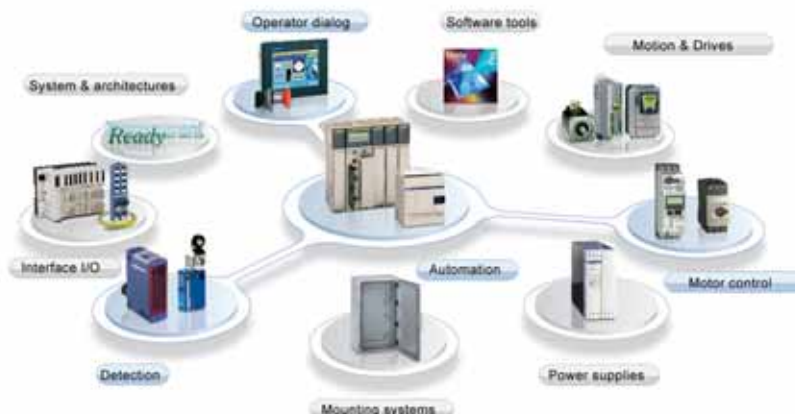 Operator dialog
Software tools
Motion & Drives
System & architectures
Ready
Interface I/O
Automation
Motor control
Detection
Power supplies
Mounting systems